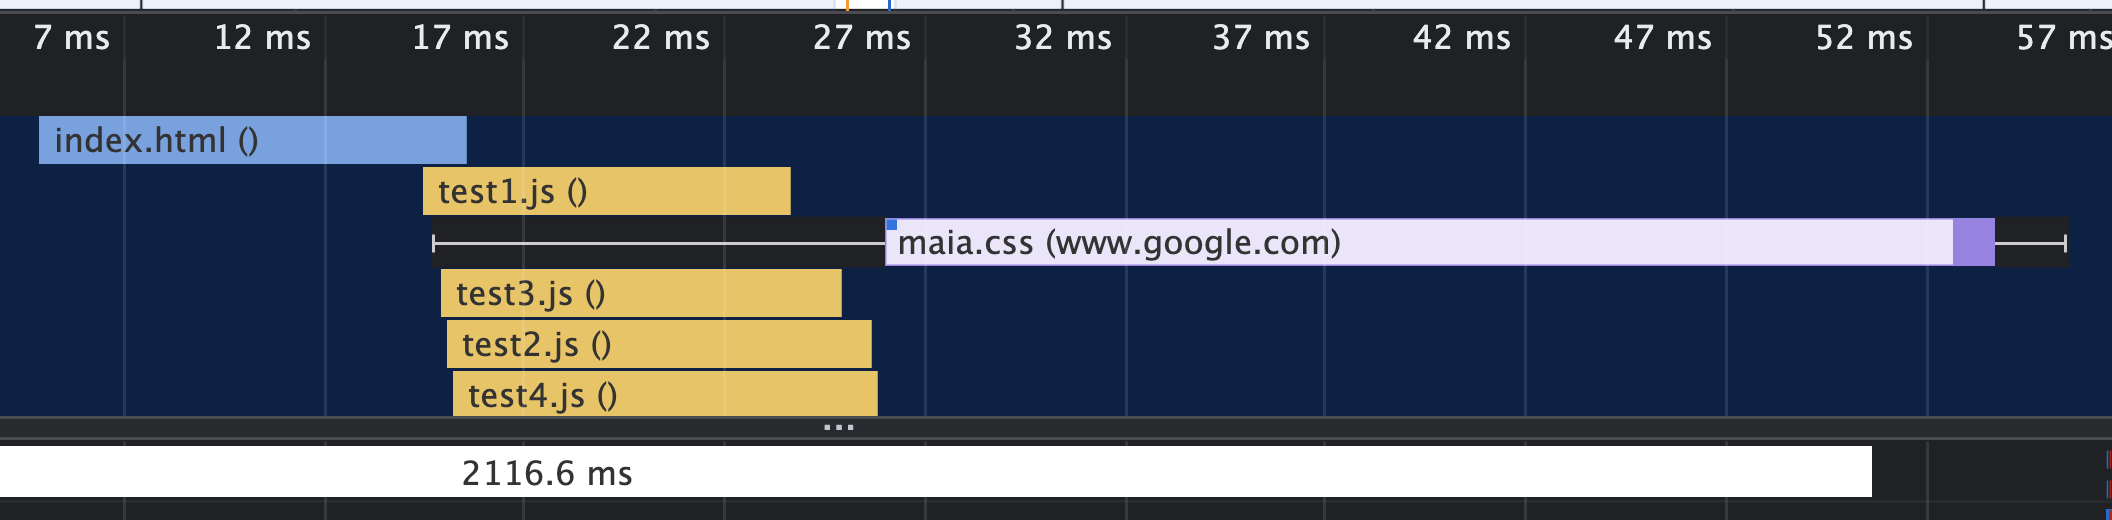 7 ms 12 ms 17 ms 22 ms 27 ms 32 ms 37 ms 42 ms 47 ms 52 ms 57 ms
index.html ()
test1.js ()
maia.css (www.google.com)
test3.js ()
test2.js ()
test4.js ()
...
2116.6 ms